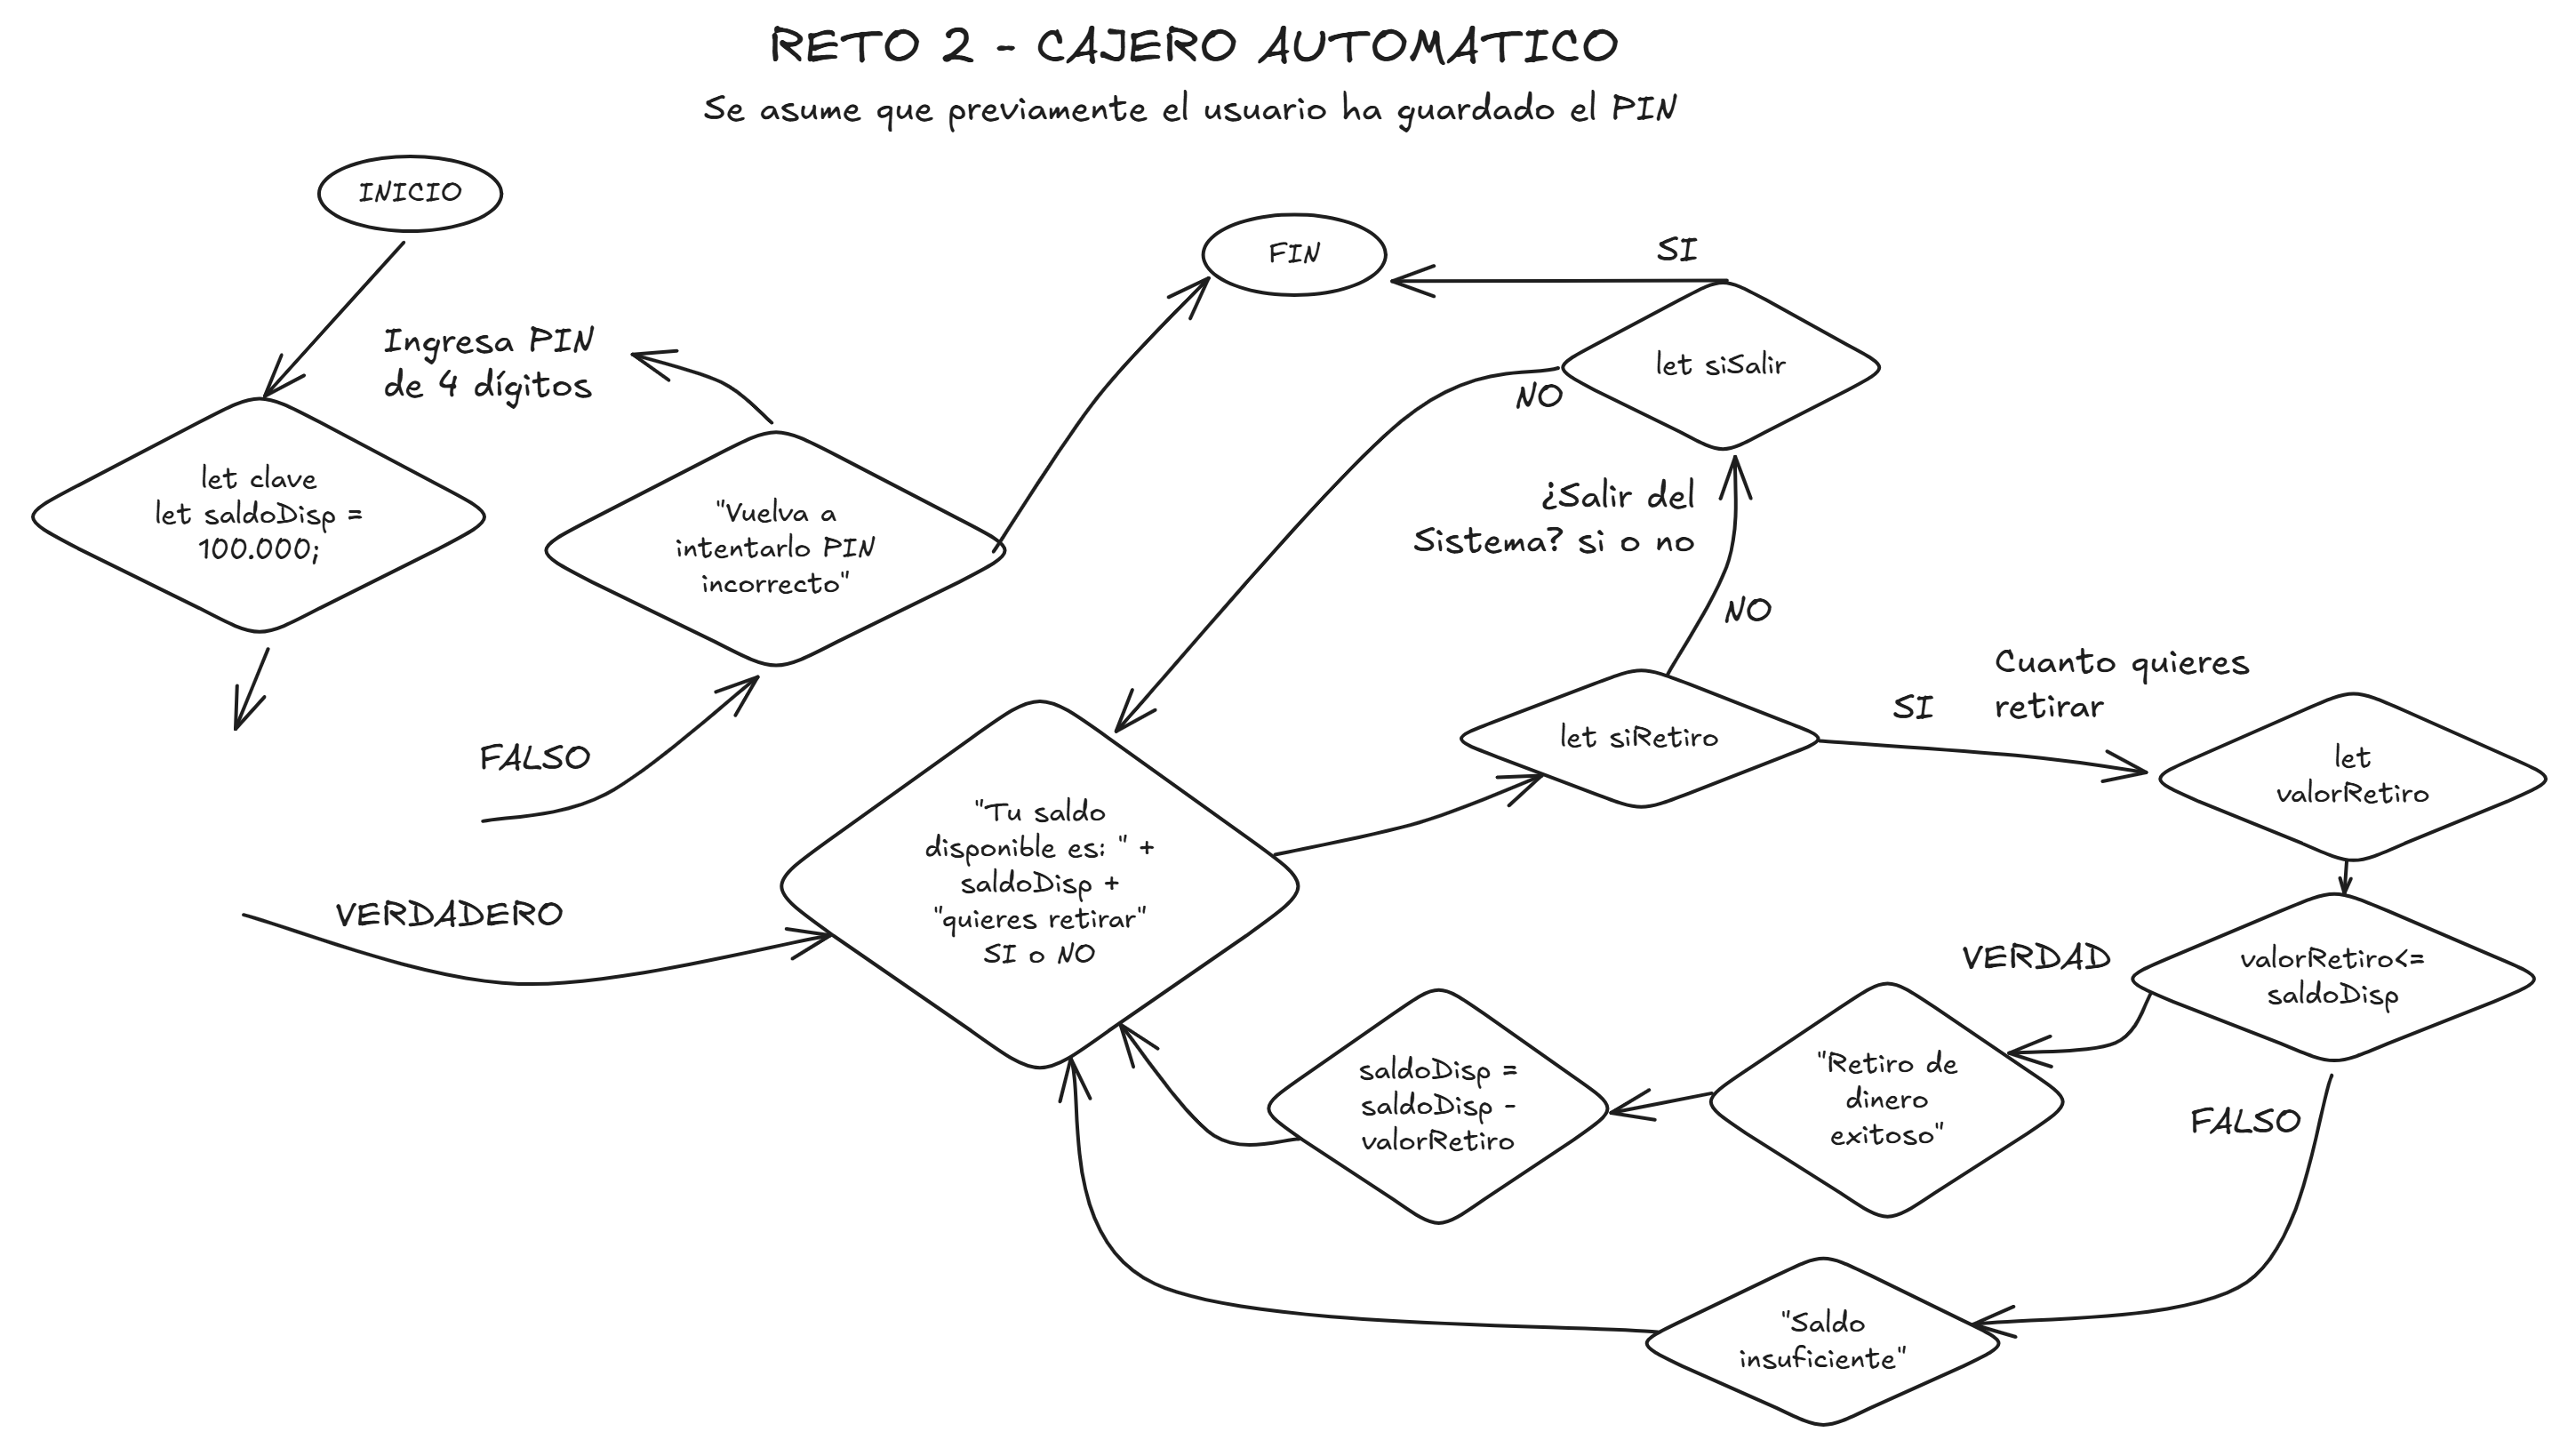 RETO 2 - CAJERO AUTOMATICO
Se asume que previamente el usuario ha guardado el PIN
INICIO
FIN
SI
Ingresa PIN
de 4 dígitos
let siSalir
NO
let clave
let saldoDisp =
100.000;
"Vuelva a
intentarlo PIN
incorrecto"
¿Salir del
Sistema? si o no
NO
Cuanto quieres
retirar
SI
let siRetiro
FALSO
let
valorRetiro
"Tu saldo
disponible es: " +
saldoDisp +
"quieres retirar"
SI o NO
VERDADERO
VERDAD
valorRetiro<=
saldoDisp
saldoDisp =
saldoDisp -
valorRetiro
"Retiro de
dinero
exitoso"
FALSO
"Saldo
insuficiente"